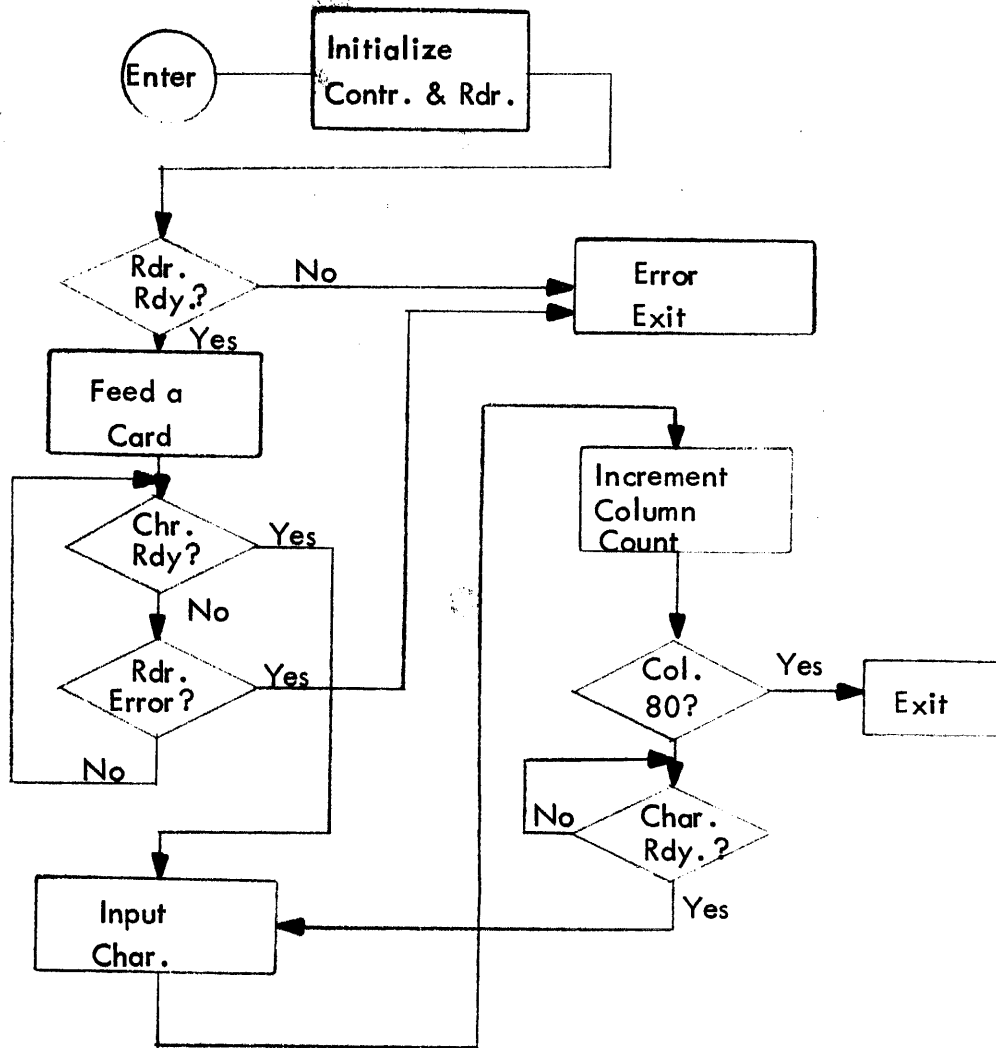 Enter
Initialize
Contr. & Rdr.
Rdr.
Rdy.?
No
Error
Exit
Yes
Feed a
Card
Chr.
Rdy?
Yes
No
Rdr.
Error?
Yes
No
Input
Char.
Increment
Column
Count
Col.
80?
Yes
Exit
Char.
Rdy.?
No
Yes